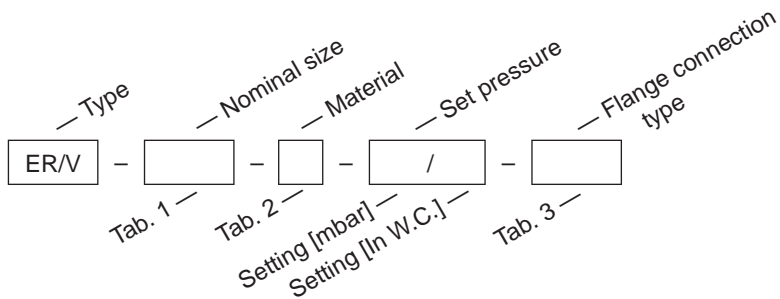 Type
Nominal size
Material
Set pressure
Flange connection
type
ER/V – – – / –
Tab. 1
Tab. 2
Setting [mbar]
Setting [In W.C.]
Tab. 3